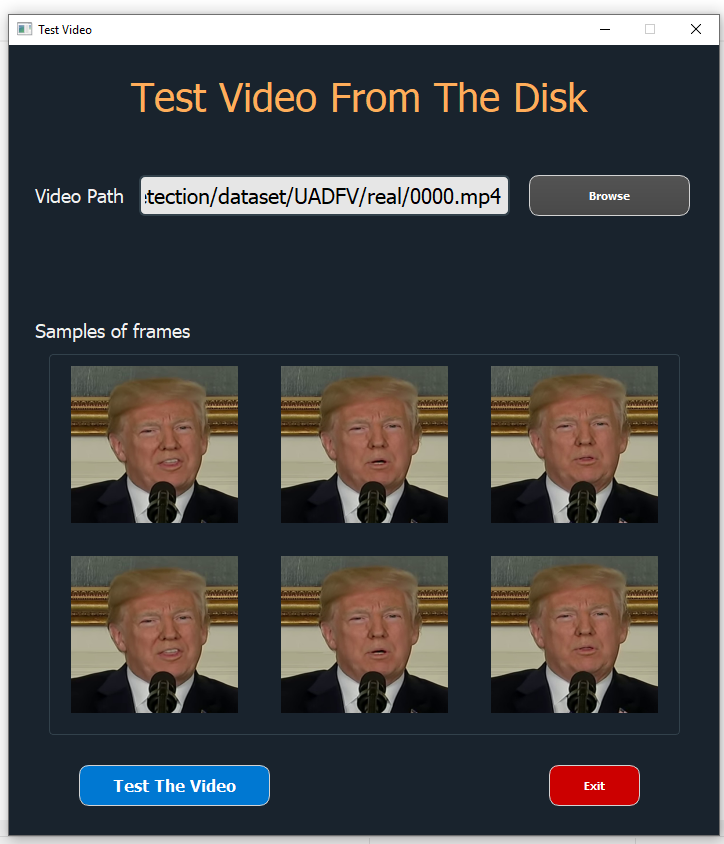 Test Video
Test Video From The Disk
Video Path
tection/dataset/UADFV/real/0000.mp4
Browse
Samples of frames
Test The Video
Exit